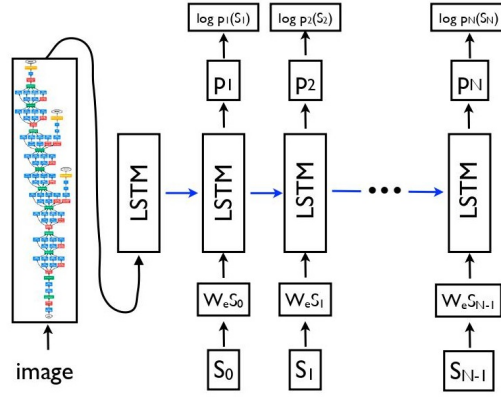 log p₁(S₁) log p₂(S₂) log pN(SN)
p₁ p₂ pN
LSTM LSTM LSTM ••• LSTM
WₑS₀ WₑS₁ WₑSN-1
image S₀ S₁ SN-1